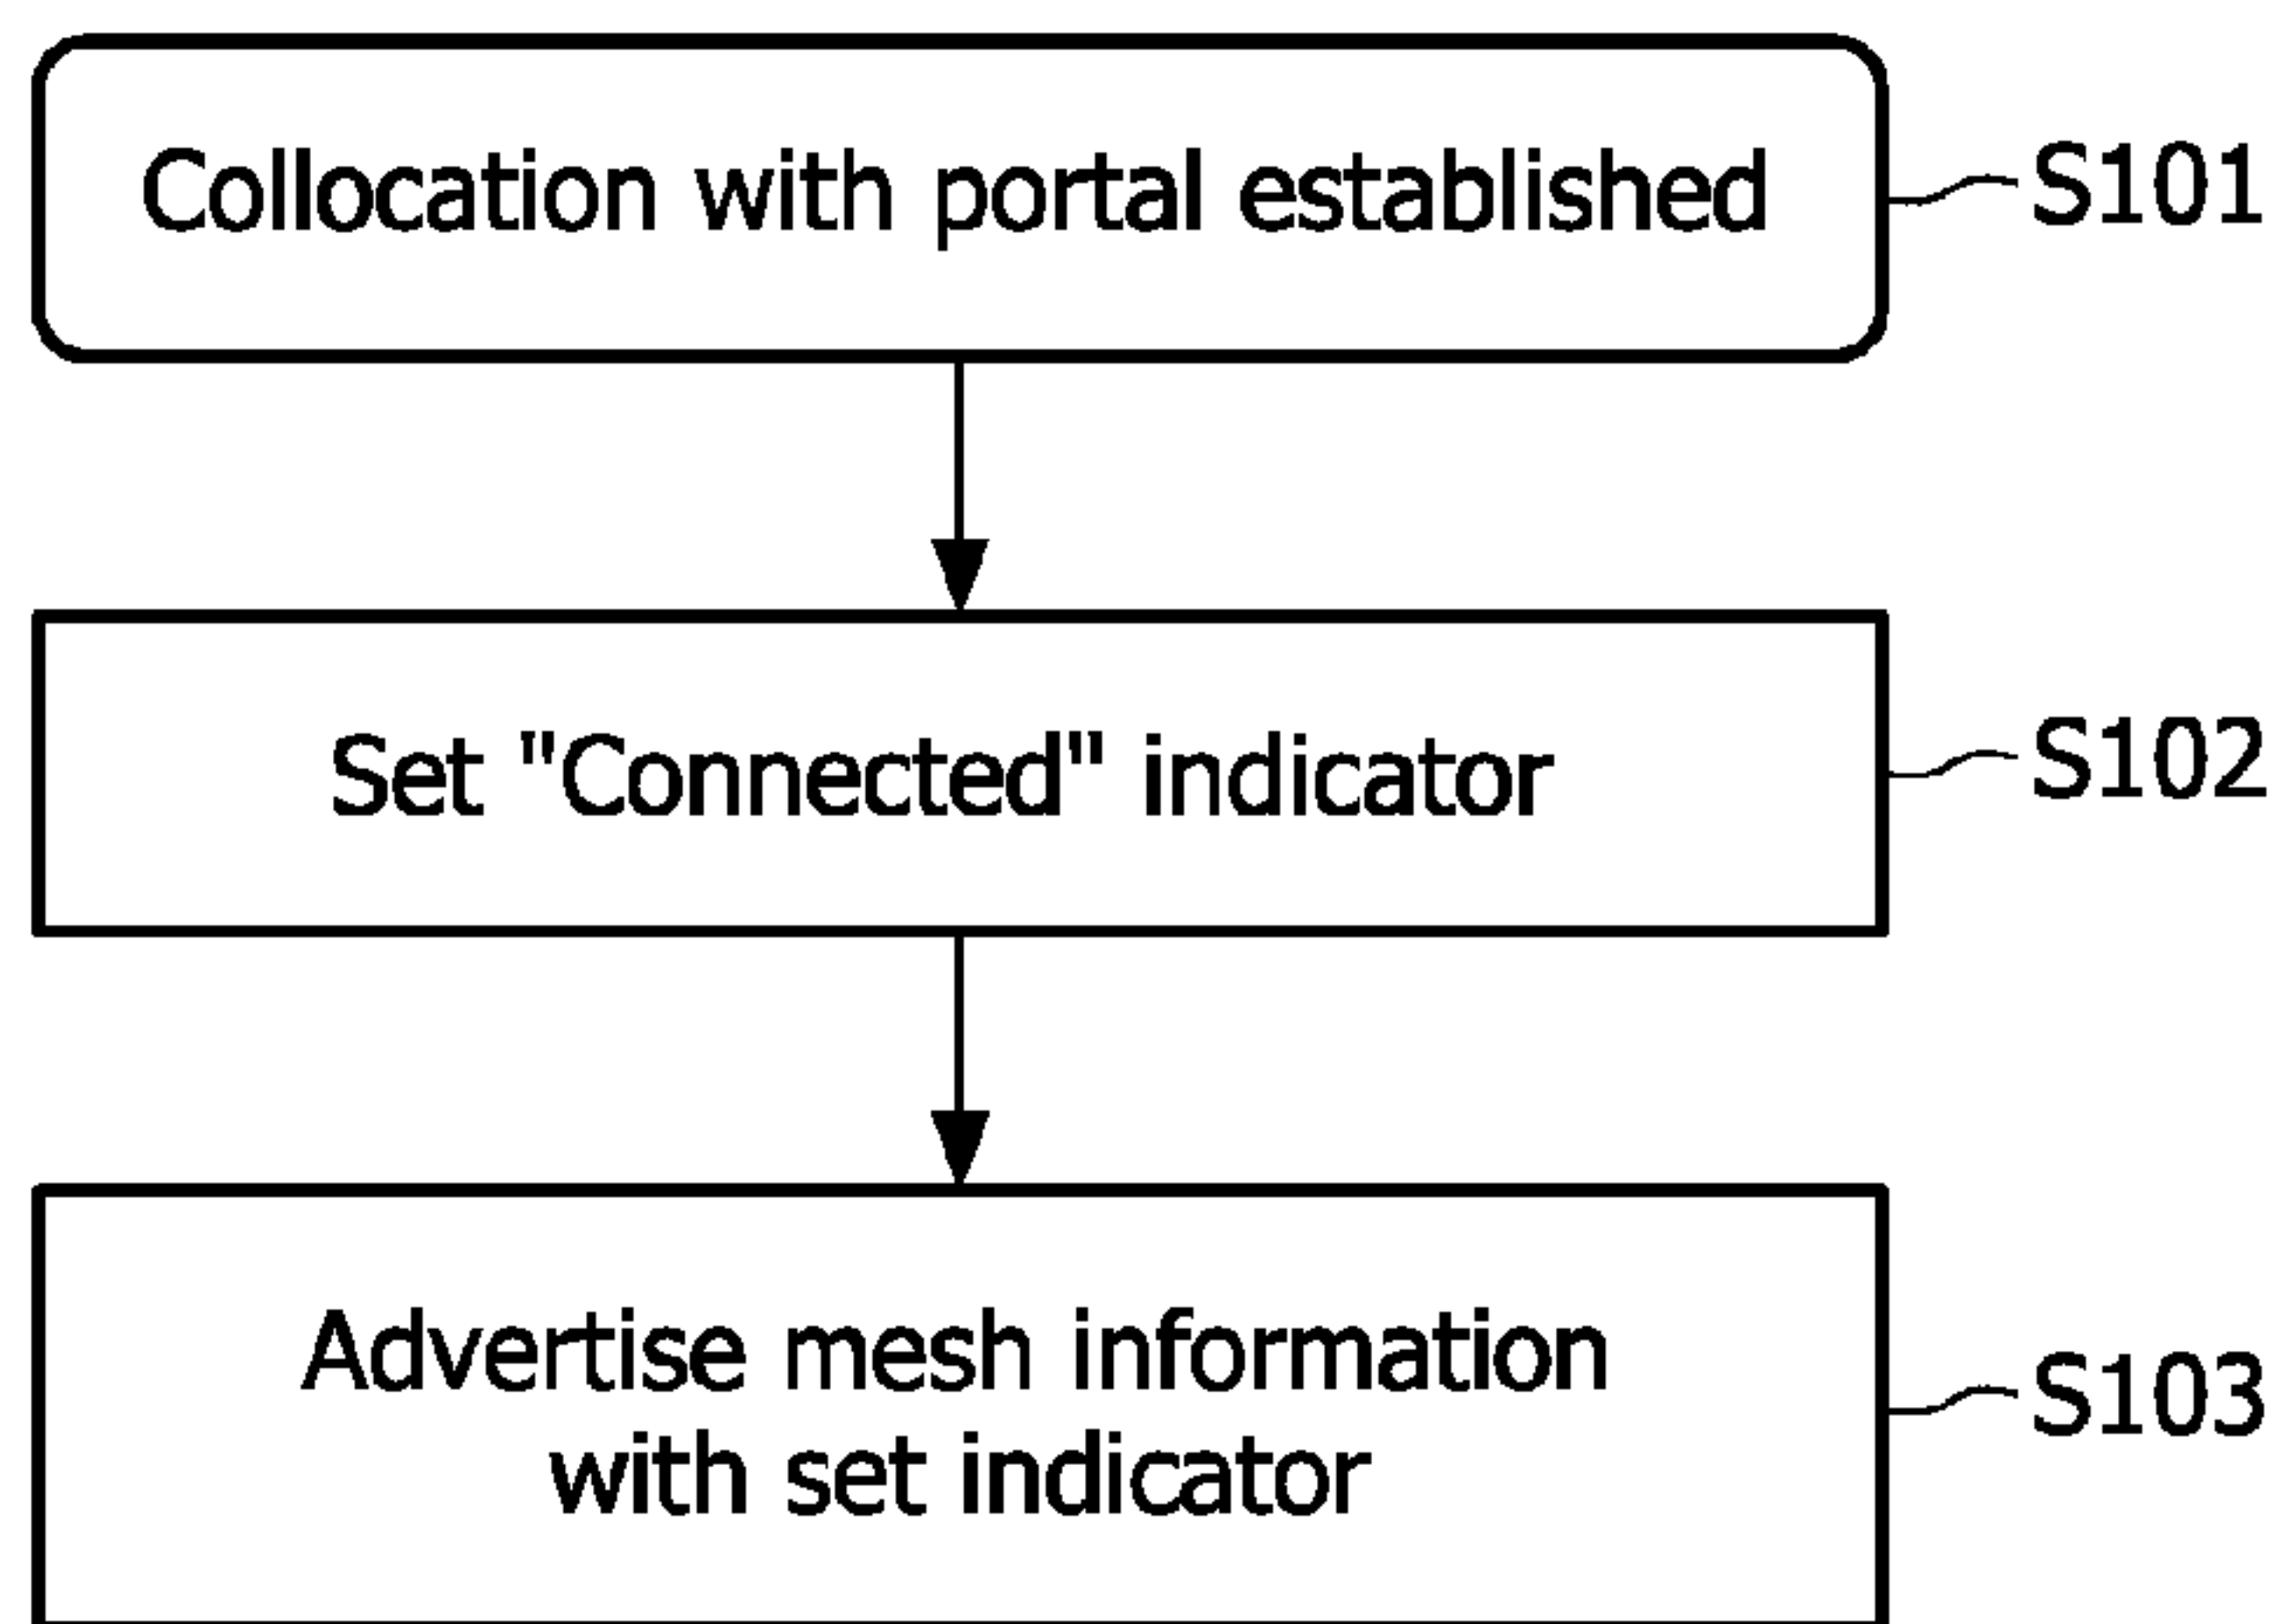 Collocation with portal established
S101
Set "Connected" indicator
S102
Advertise mesh information
with set indicator
S103